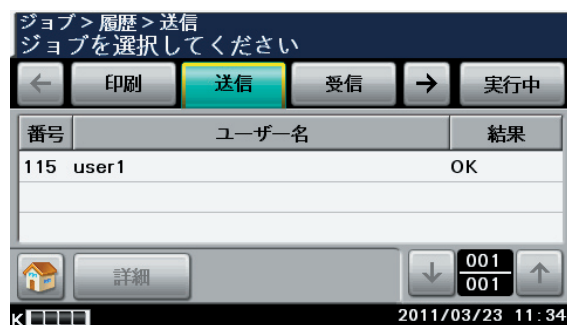 ジョブ > 履歴 > 送信
ジョブを選択してください
← 印刷 送信 受信 → 実行中
番号 ユーザー名 結果
115 user1 OK
詳細 ↓ 001 ↑
001
K 2011/03/23 11:34